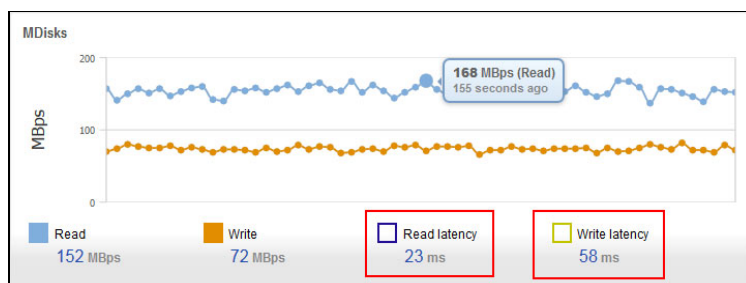 MDisks
200
168 MBps (Read)
155 seconds ago
MBps
100
0
Read
152 MBps
Write
72 MBps
Read latency
23 ms
Write latency
58 ms